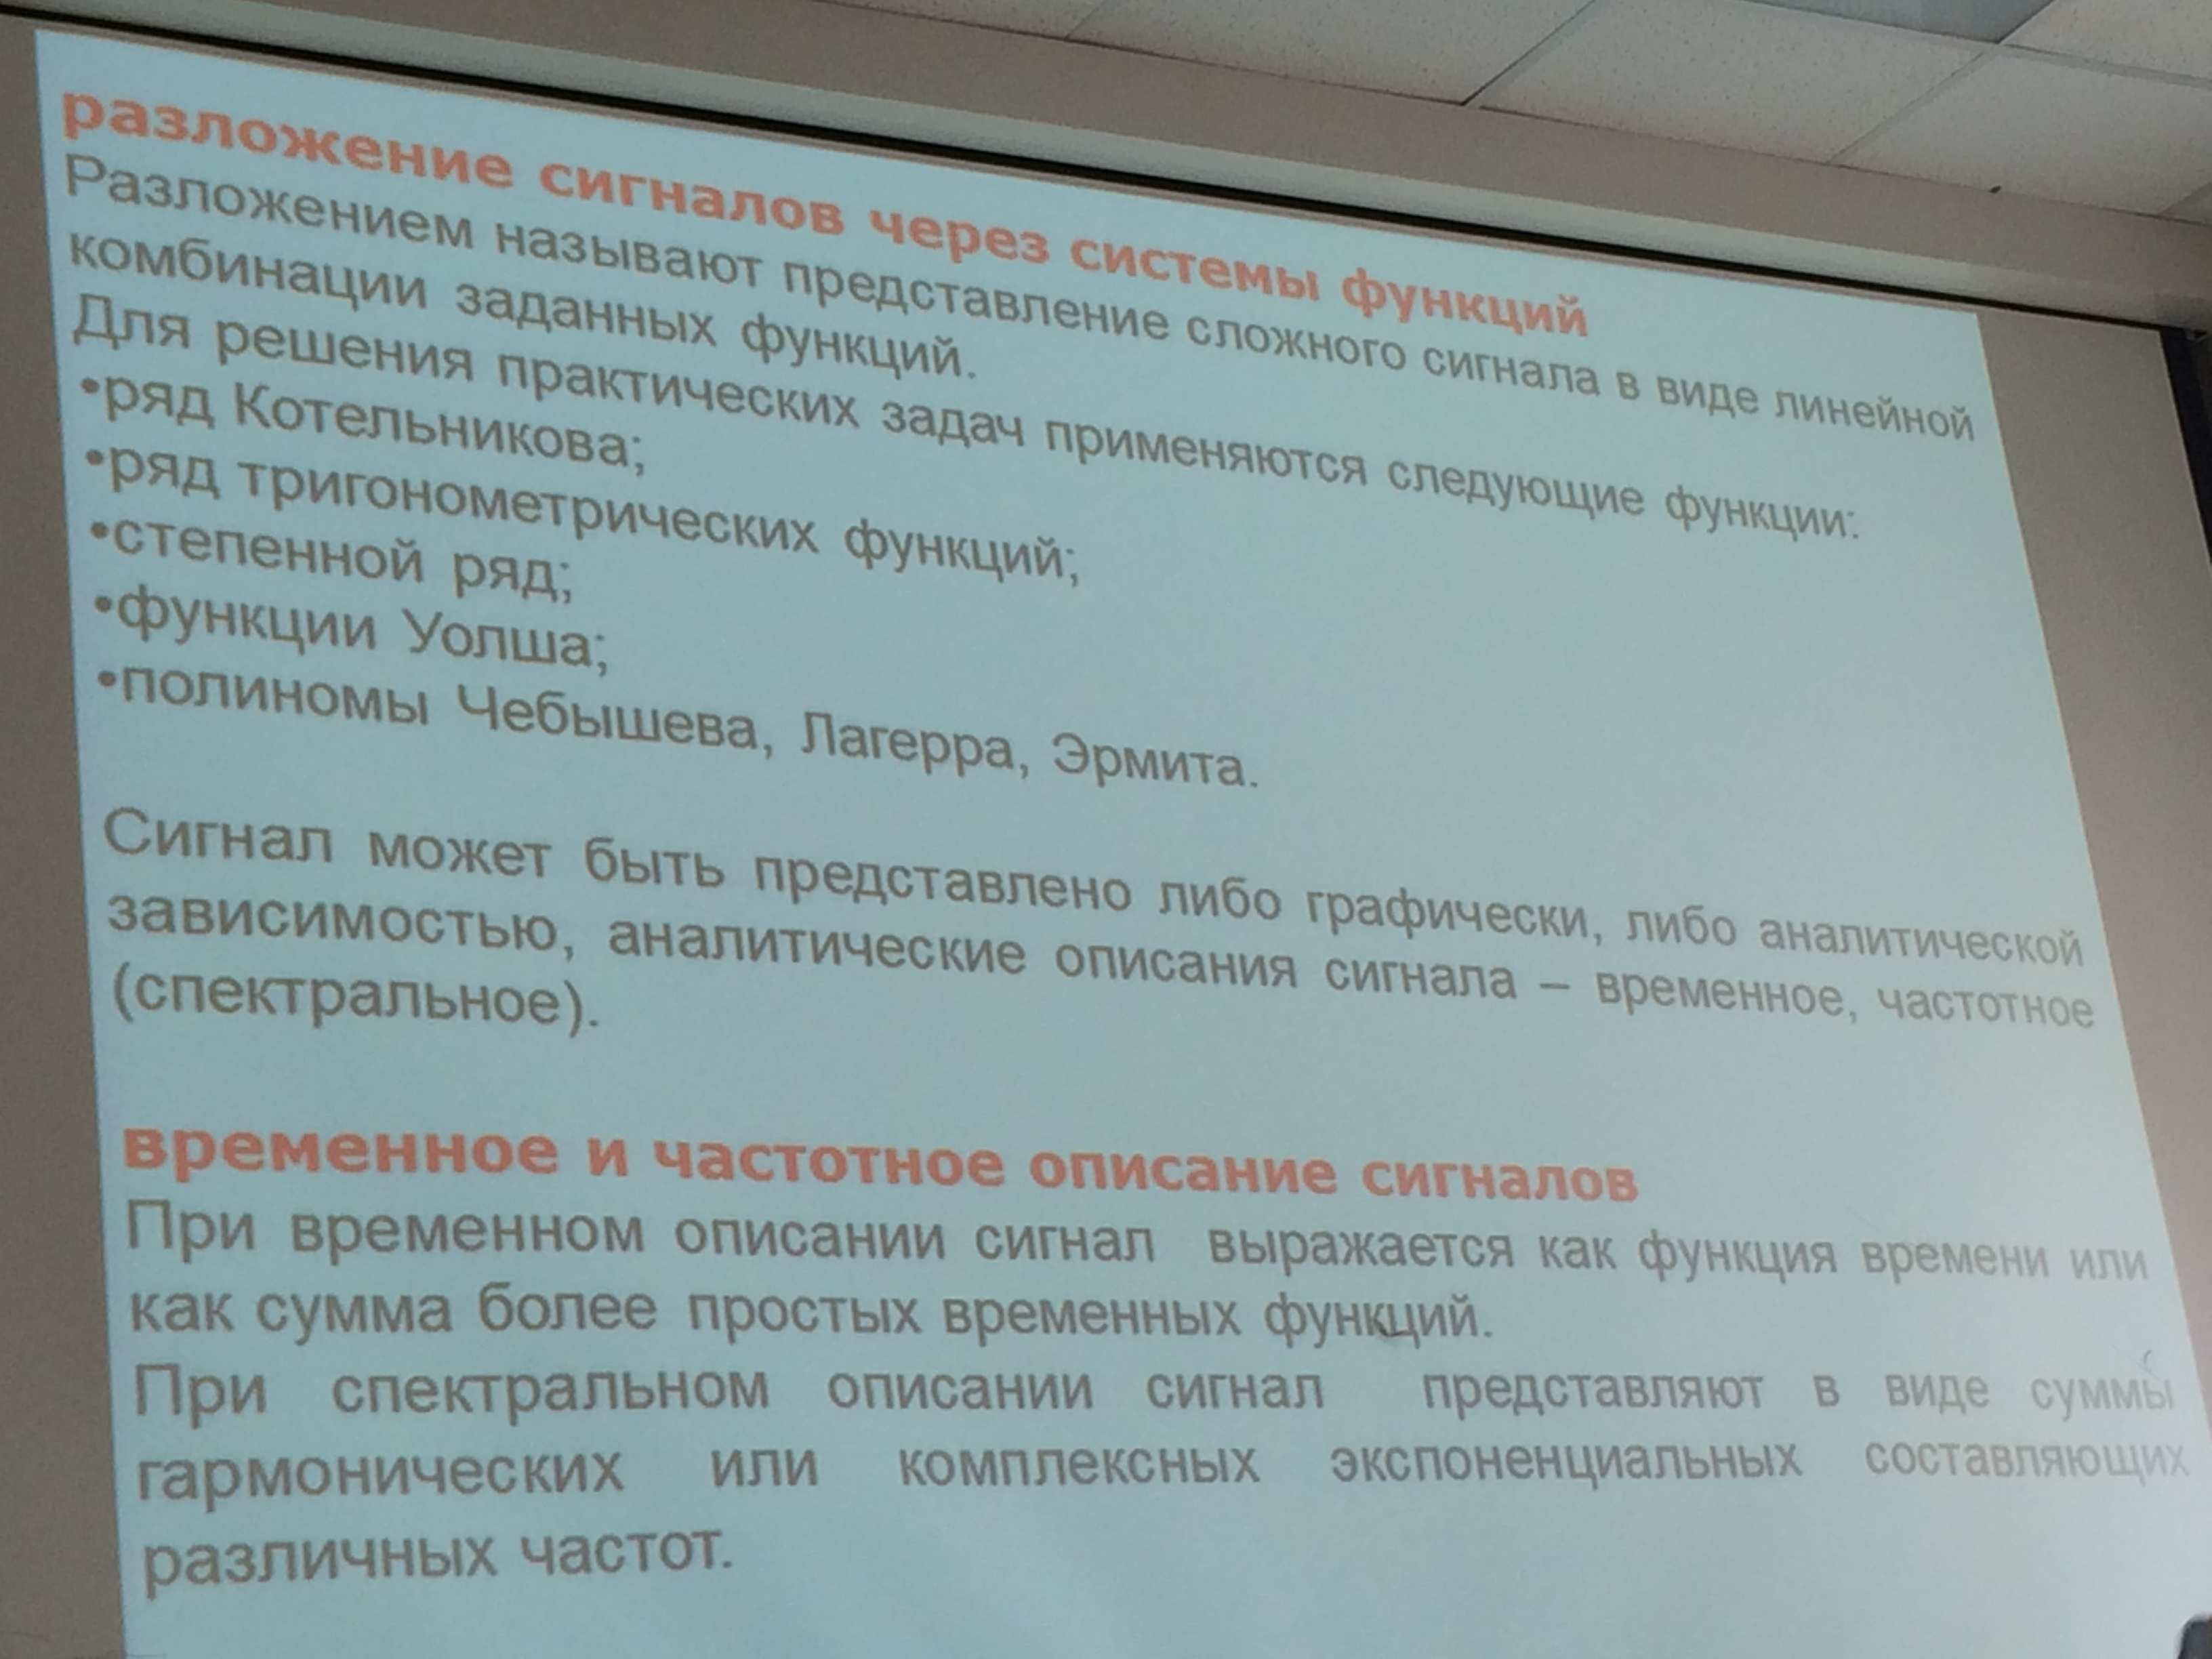 разложение сигналов через системы функций
Разложением называют представление сложного сигнала в виде линейной
комбинации заданных функций.
Для решения практических задач применяются следующие функции:
•ряд Котельникова;
•ряд тригонометрических функций;
•степенной ряд;
•функции Уолша;
•полиномы Чебышева, Лагерра, Эрмита.
Сигнал может быть представлено либо графически, либо аналитической
зависимостью, аналитические описания сигнала – временное, частотное
(спектральное).
временное и частотное описание сигналов
При временном описании сигнал выражается как функция времени или
как сумма более простых временных функций.
При спектральном описании сигнал представляют в виде суммы
гармонических или комплексных экспоненциальных составляющих
различных частот.